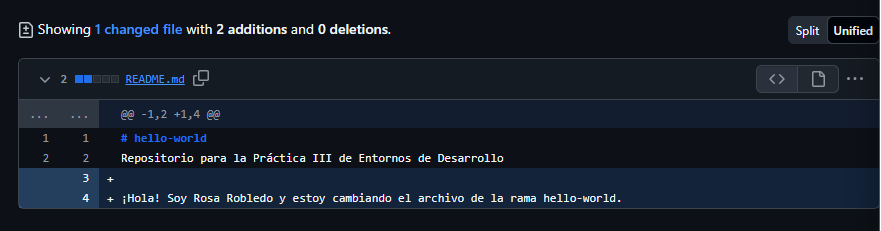 Showing 1 changed file with 2 additions and 0 deletions.
Split Unified
2 README.md
... ... @@ -1,2 +1,4 @@
1 1 # hello-world
2 2 Repositorio para la Práctica III de Entornos de Desarrollo
3 +
4 + ¡Hola! Soy Rosa Robledo y estoy cambiando el archivo de la rama hello-world.